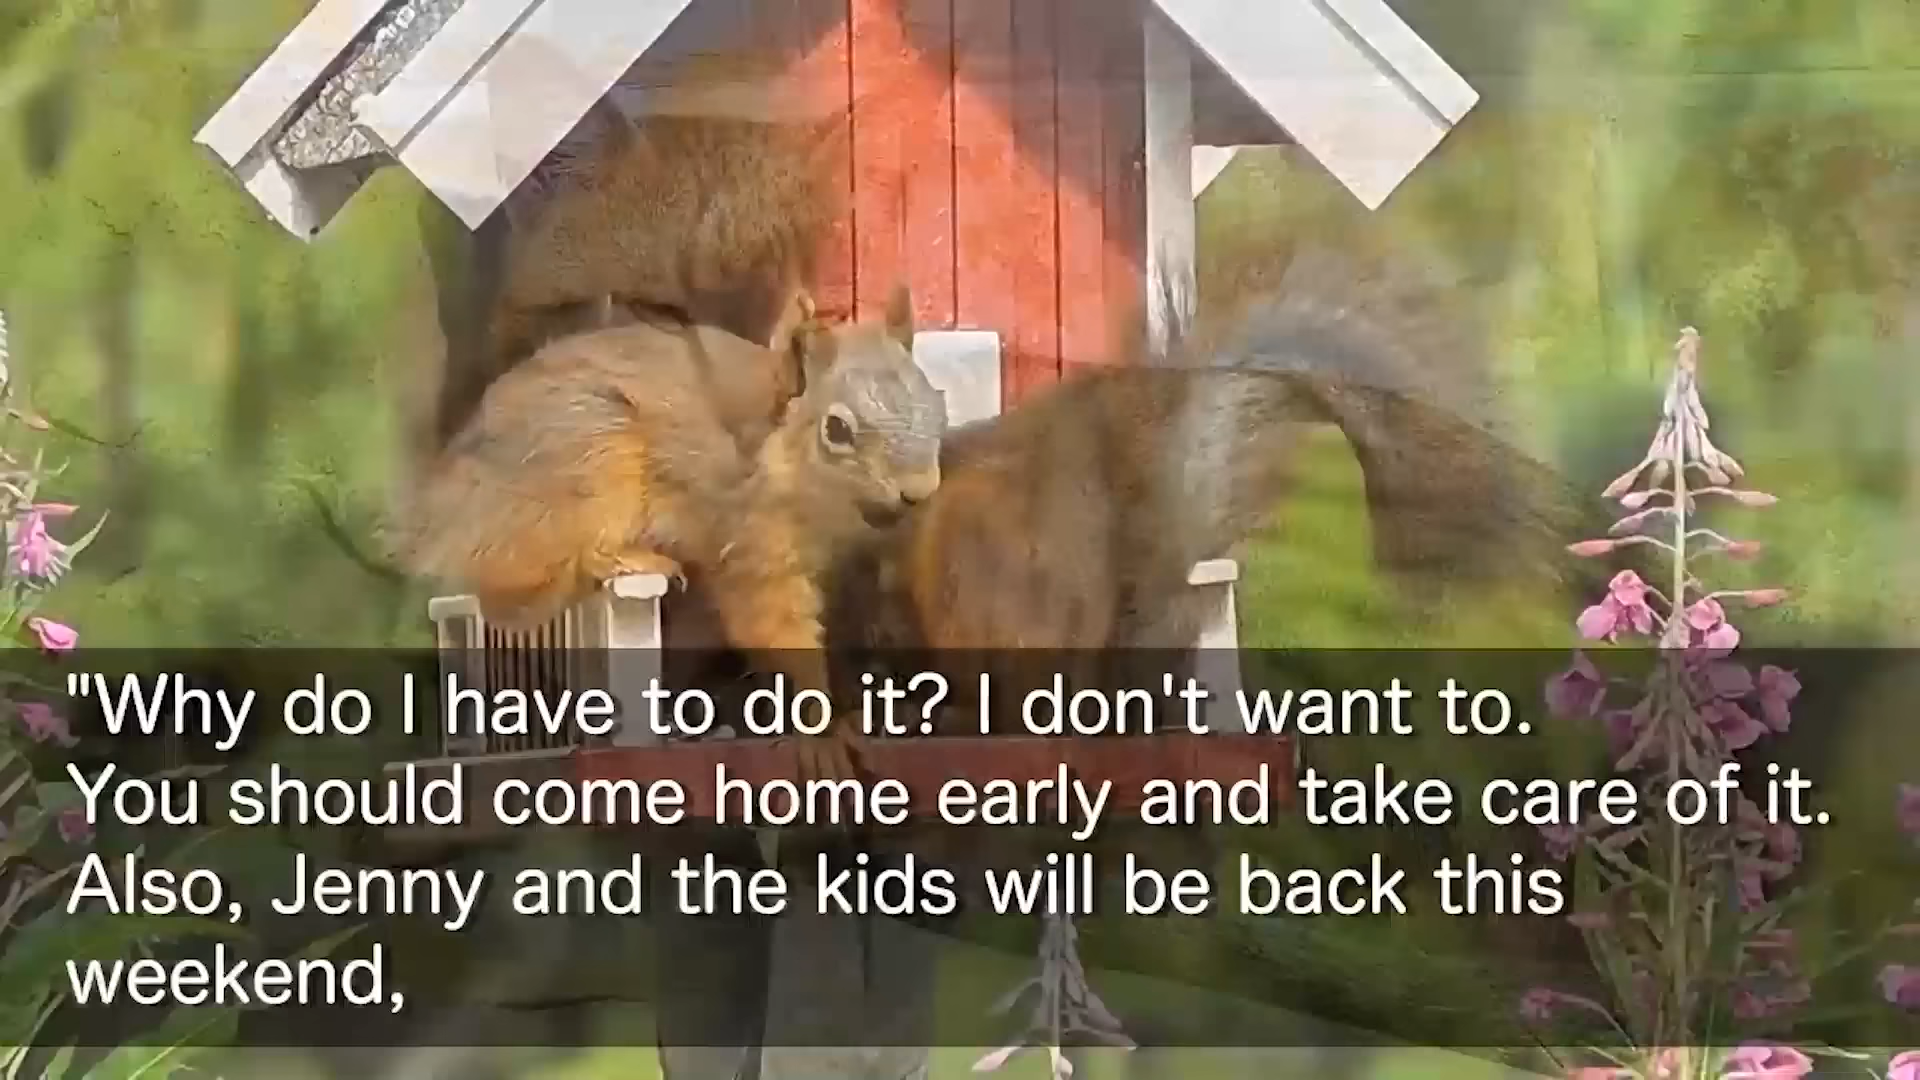 "Why do I have to do it? I don't want to.
You should come home early and take care of it.
Also, Jenny and the kids will be back this
weekend,